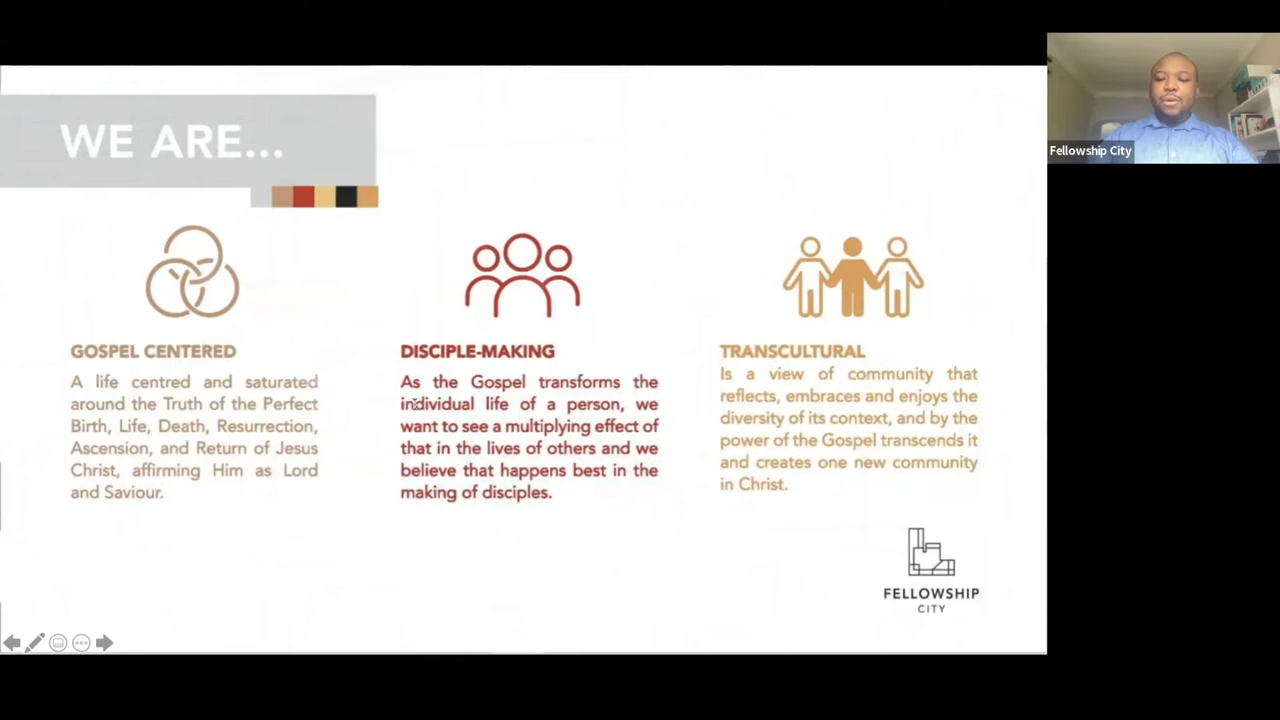 WE ARE...
GOSPEL CENTERED
A life centred and saturated
around the Truth of the Perfect
Birth, Life, Death, Resurrection,
Ascension, and Return of Jesus
Christ, affirming Him as Lord
and Saviour.
DISCIPLE-MAKING
As the Gospel transforms the
individual life of a person, we
want to see a multiplying effect of
that in the lives of others and we
believe that happens best in the
making of disciples.
TRANSCULTURAL
Is a view of community that
reflects, embraces and enjoys the
diversity of its context, and by the
power of the Gospel transcends it
and creates one new community
in Christ.
FELLOWSHIP
CITY
Fellowship City